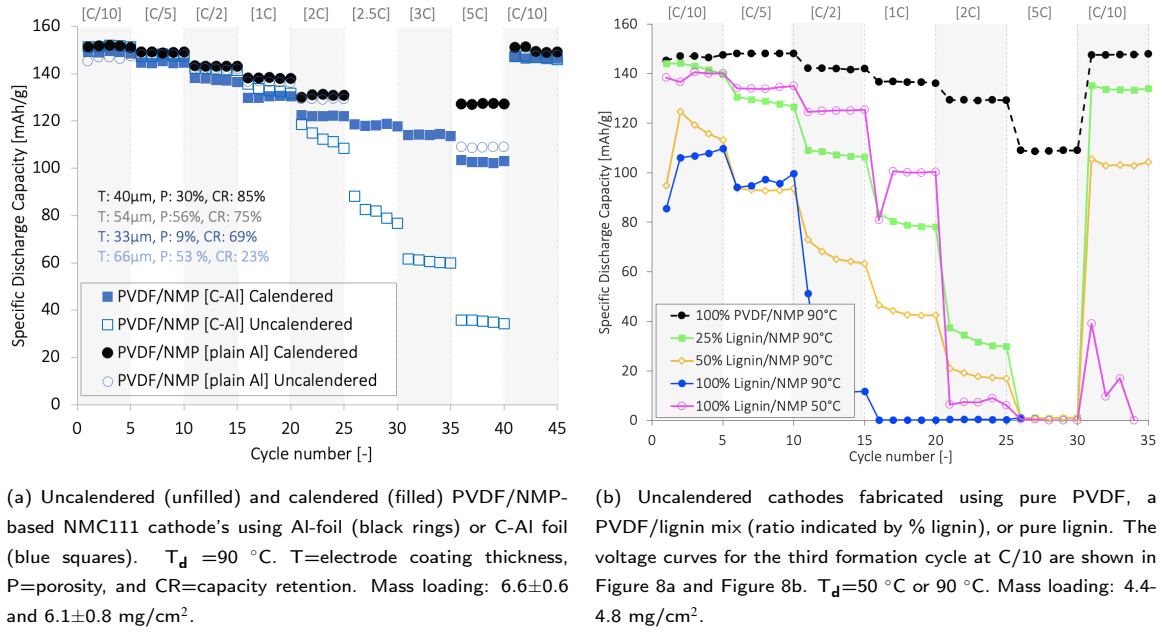 [C/10] [C/5] [C/2] [1C] [2C] [2.5C] [3C] [5C] [C/10]
160
140
120
100
80
60
40
20
0
Specific Discharge Capacity [mAh/g]
T: 40µm, P: 30%, CR: 85%
T: 54µm, P:56%, CR: 75%
T: 33µm, P: 9%, CR: 69%
T: 66µm, P: 53 %, CR: 23%
PVDF/NMP [C-Al] Calendered
PVDF/NMP [C-Al] Uncalendered
PVDF/NMP [plain Al] Calendered
PVDF/NMP [plain Al] Uncalendered
0 5 10 15 20 25 30 35 40 45
Cycle number [-]
(a) Uncalendered (unfilled) and calendered (filled) PVDF/NMP-
based NMC111 cathode's using Al-foil (black rings) or C-Al foil
(blue squares). T_d =90 °C. T=electrode coating thickness,
P=porosity, and CR=capacity retention. Mass loading: 6.6±0.6
and 6.1±0.8 mg/cm².
[C/10] [C/5] [C/2] [1C] [2C] [5C] [C/10]
160
140
120
100
80
60
40
20
0
Specific Discharge Capacity [mAh/g]
100% PVDF/NMP 90°C
25% Lignin/NMP 90°C
50% Lignin/NMP 90°C
100% Lignin/NMP 90°C
100% Lignin/NMP 50°C
0 5 10 15 20 25 30 35
Cycle number [-]
(b) Uncalendered cathodes fabricated using pure PVDF, a
PVDF/lignin mix (ratio indicated by % lignin), or pure lignin. The
voltage curves for the third formation cycle at C/10 are shown in
Figure 8a and Figure 8b. T_d=50 °C or 90 °C. Mass loading: 4.4-
4.8 mg/cm².